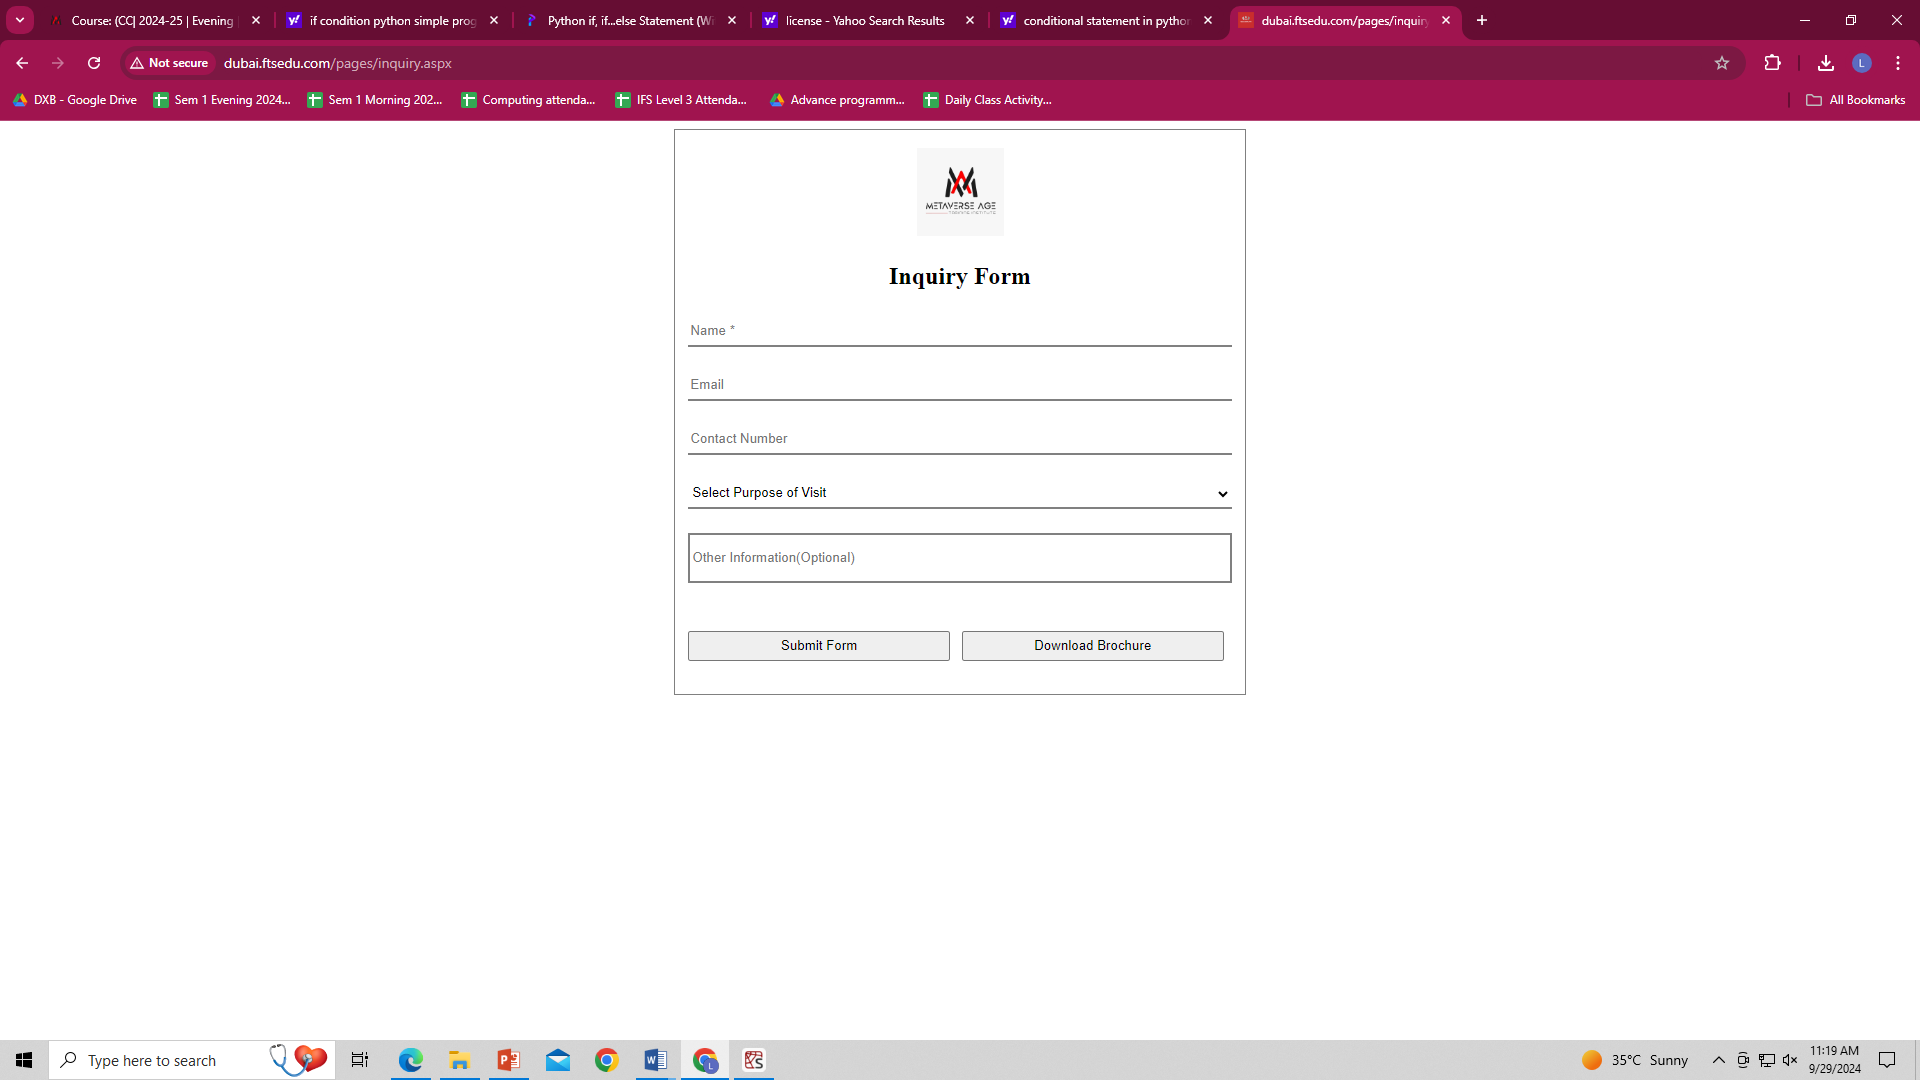 Course: (CC| 2024-25 | Evening
if condition python simple prog
Python if, if...else Statement (Wi
license - Yahoo Search Results
conditional statement in python
dubai.ftsedu.com/pages/inquiry
Not secure
dubai.ftsedu.com/pages/inquiry.aspx
L
DXB - Google Drive
Sem 1 Evening 2024...
Sem 1 Morning 202...
Computing attenda...
IFS Level 3 Attenda...
Advance programm...
Daily Class Activity...
All Bookmarks
METAVERSE AGE
Inquiry Form
Name *
Email
Contact Number
Select Purpose of Visit
Other Information(Optional)
Submit Form
Download Brochure
Type here to search
35°C Sunny
11:19 AM
9/29/2024